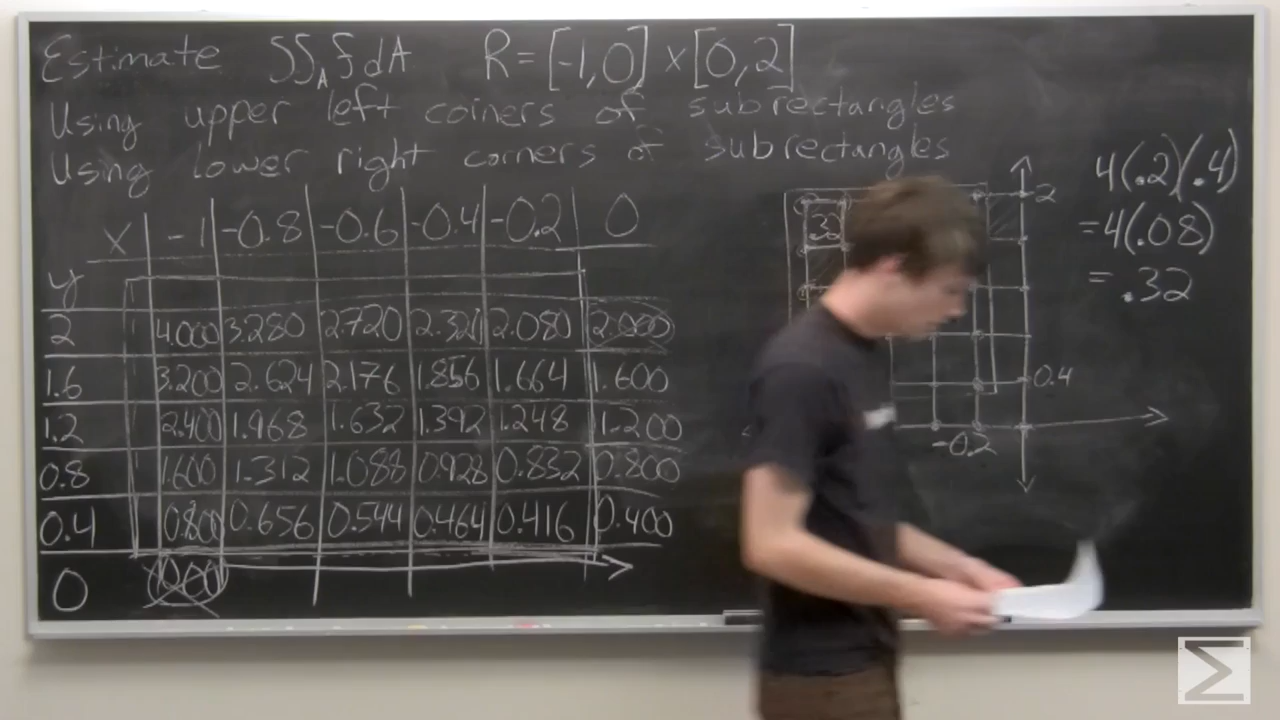 Estimate ∫∫_A f dA R = [-1,0] × [0,2]
Using upper left corners of subrectangles
Using lower right corners of subrectangles
x -1 -0.8 -0.6 -0.4 -0.2 0
y
2 4.000 3.280 2.720 2.320 2.080 2.000
1.6 3.200 2.624 2.176 1.856 1.664 1.600
1.2 2.400 1.968 1.632 1.392 1.248 1.200
0.8 1.600 1.312 1.088 0.928 0.832 0.800
0.4 0.800 0.656 0.544 0.464 0.416 0.400
0
2
.32
0.4
-0.2
4(.2)(.4)
=4(.08)
= .32
Σ